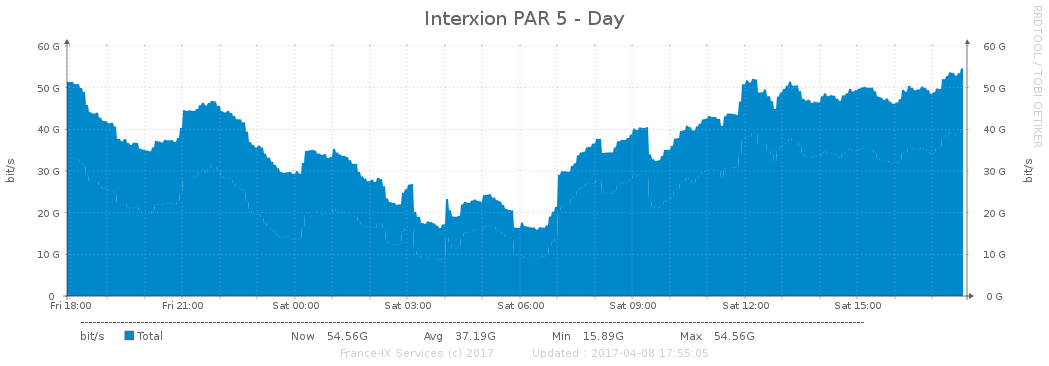 Interxion PAR 5 - Day
RRDTOOL / TOBI OETIKER
60 G 60 G
50 G 50 G
40 G 40 G
30 G 30 G
20 G 20 G
10 G 10 G
0 0 G
bit/s
bit/s
Fri 18:00 Fri 21:00 Sat 00:00 Sat 03:00 Sat 06:00 Sat 09:00 Sat 12:00 Sat 15:00
bit/s Total Now 54.56G Avg 37.19G Min 15.89G Max 54.56G
France-IX Services (c) 2017 Updated : 2017-04-08 17:55:05